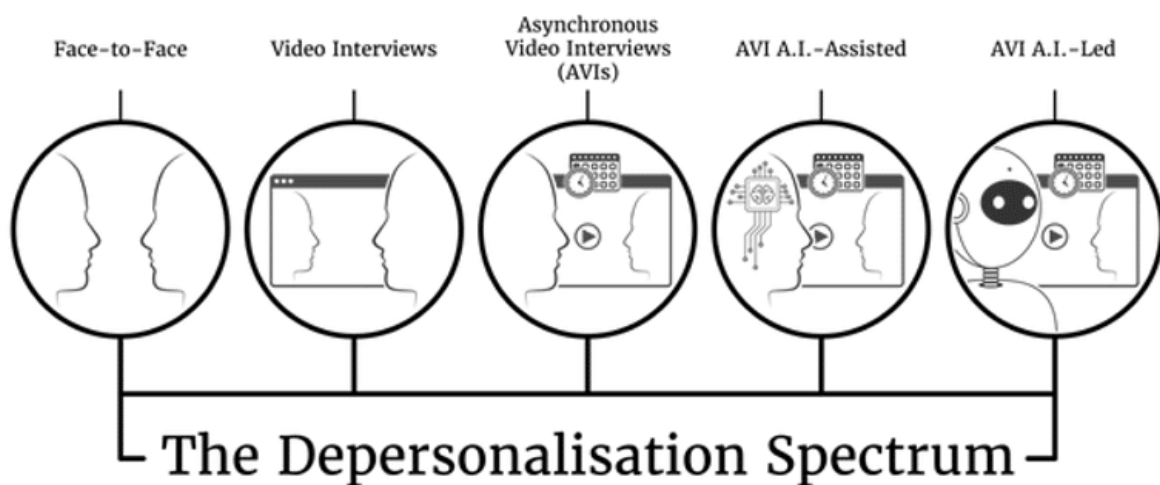 Face-to-Face
Video Interviews
Asynchronous
Video Interviews
(AVIs)
AVI A.I.-Assisted
AVI A.I.-Led
The Depersonalisation Spectrum